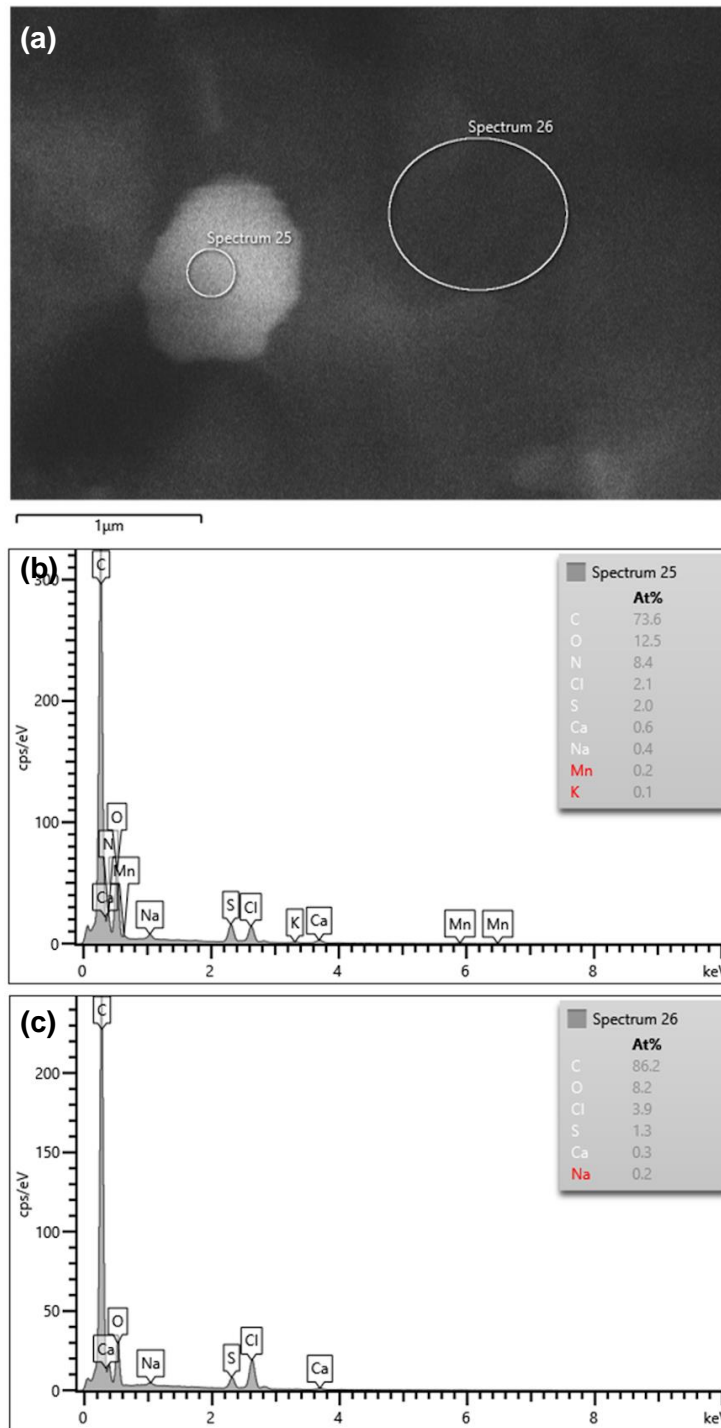 (a)
Spectrum 26
Spectrum 25
1µm
(b)
C
300
200
100
0
cps/eV
N
O
Ca
Mn
Na
S
Cl
K
Ca
Mn
Mn
0
2
4
6
8
keV
Spectrum 25
At%
C 73.6
O 12.5
N 8.4
Cl 2.1
S 2.0
Ca 0.6
Na 0.4
Mn 0.2
K 0.1
(c)
C
200
150
100
50
0
cps/eV
O
Ca
Na
S
Cl
Ca
0
2
4
6
8
Spectrum 26
At%
C 86.2
O 8.2
Cl 3.9
S 1.3
Ca 0.3
Na 0.2